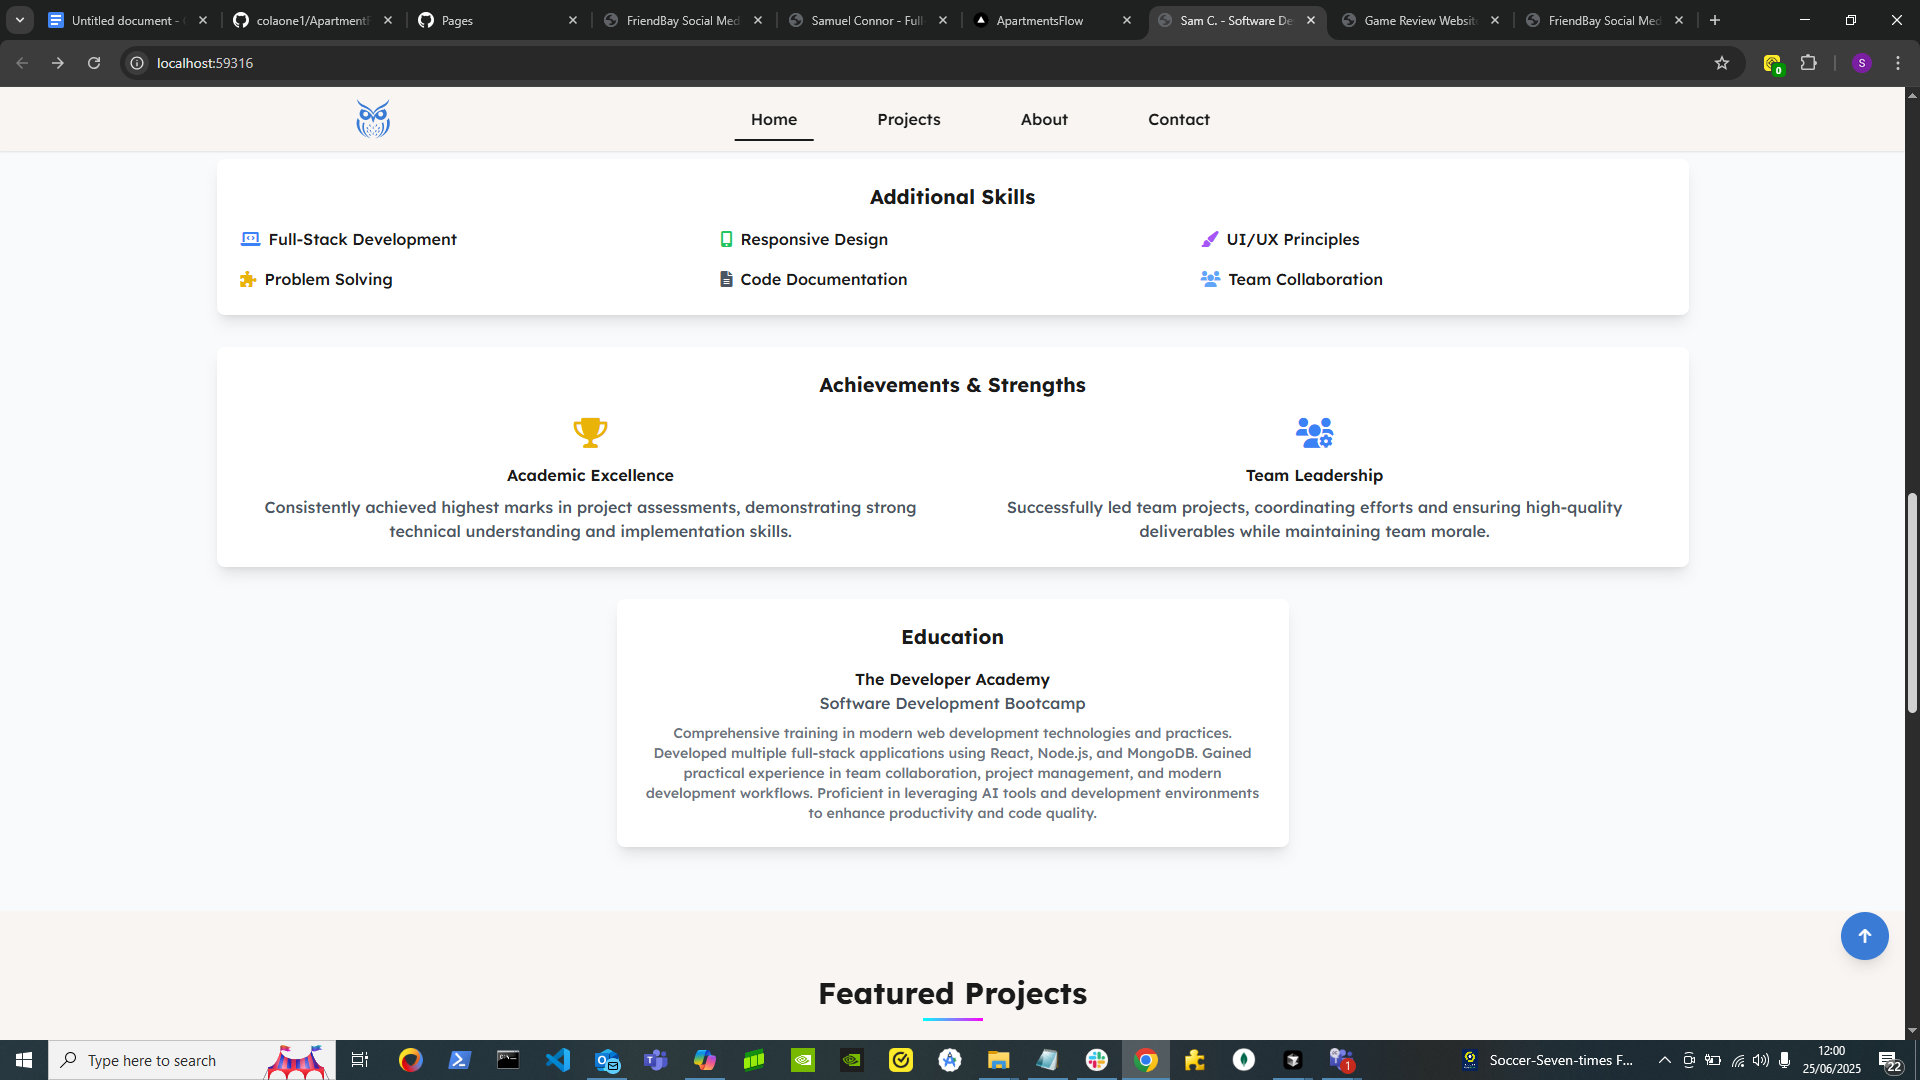 Untitled document - G
colaone1/ApartmentF
Pages
FriendBay Social Med
Samuel Connor - Full
ApartmentsFlow
Sam C. - Software De
Game Review Website
FriendBay Social Med
localhost:59316
0
S
Home
Projects
About
Contact
Additional Skills
Full-Stack Development
Responsive Design
UI/UX Principles
Problem Solving
Code Documentation
Team Collaboration
Achievements & Strengths
Academic Excellence
Consistently achieved highest marks in project assessments, demonstrating strong
technical understanding and implementation skills.
Team Leadership
Successfully led team projects, coordinating efforts and ensuring high-quality
deliverables while maintaining team morale.
Education
The Developer Academy
Software Development Bootcamp
Comprehensive training in modern web development technologies and practices.
Developed multiple full-stack applications using React, Node.js, and MongoDB. Gained
practical experience in team collaboration, project management, and modern
development workflows. Proficient in leveraging AI tools and development environments
to enhance productivity and code quality.
Featured Projects
Type here to search
1
Soccer-Seven-times F...
12:00
25/06/2025
22